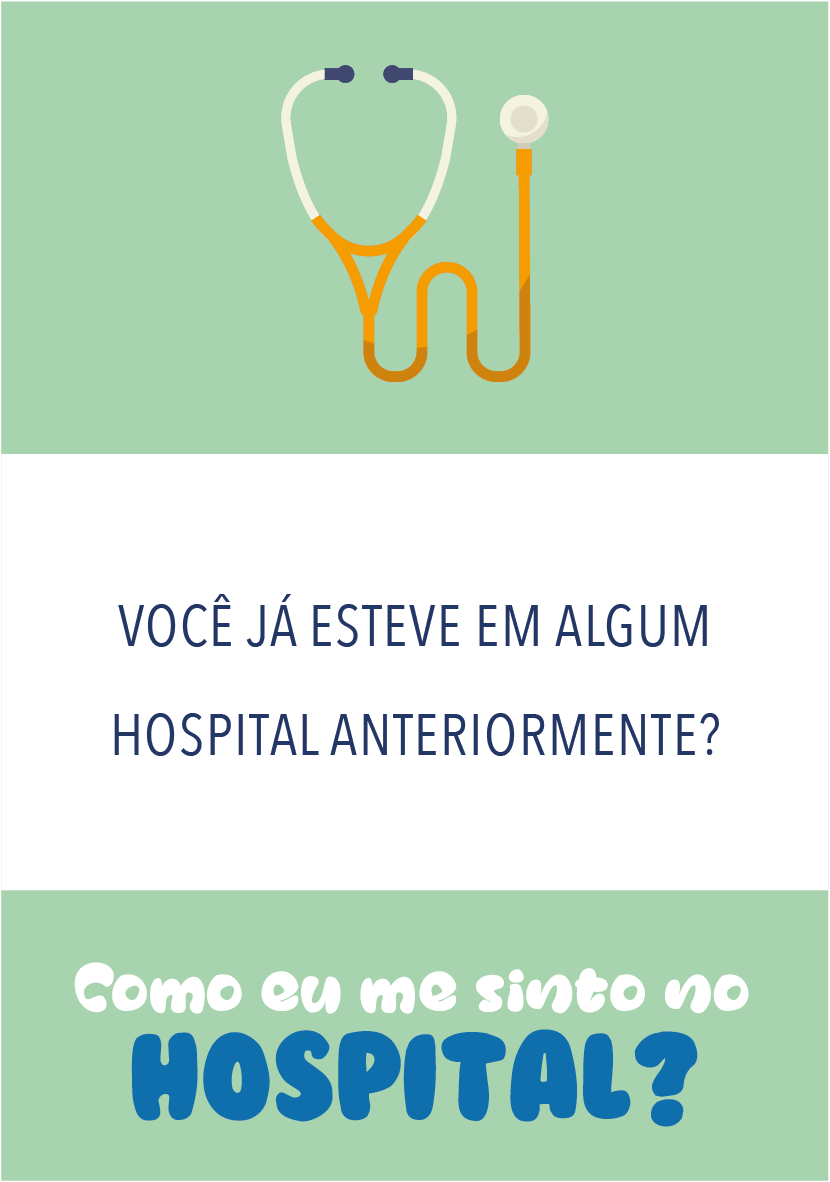 VOCÊ JÁ ESTEVE EM ALGUM
HOSPITAL ANTERIORMENTE?
Como eu me sinto no
HOSPITAL?